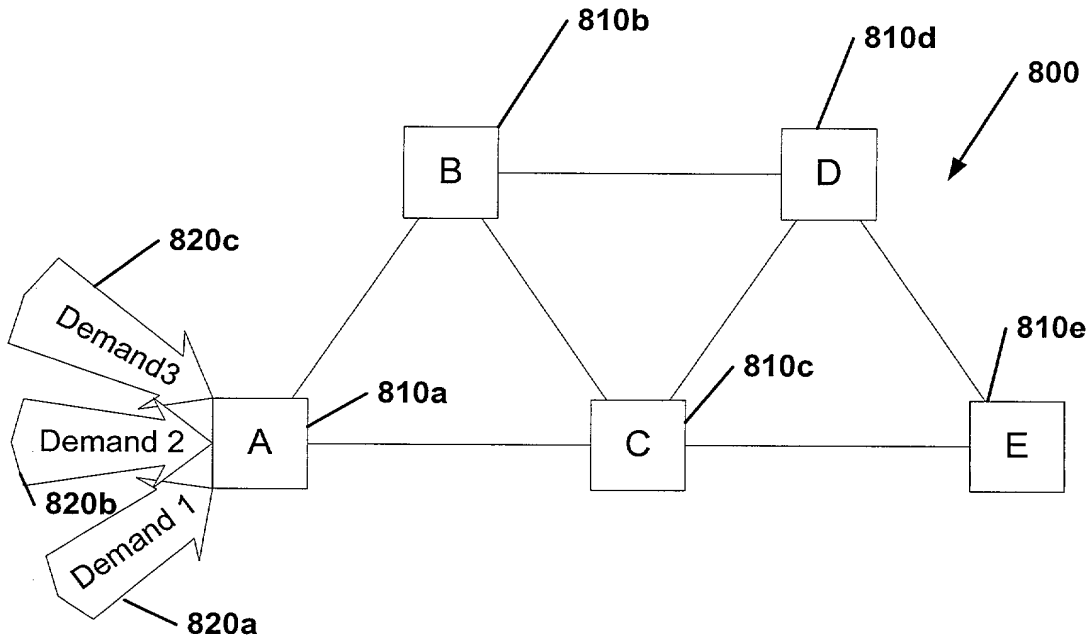 810b
810d
800
B
D
820c
Demand3
810e
810c
810a
Demand 2
A
C
E
820b
Demand 1
820a